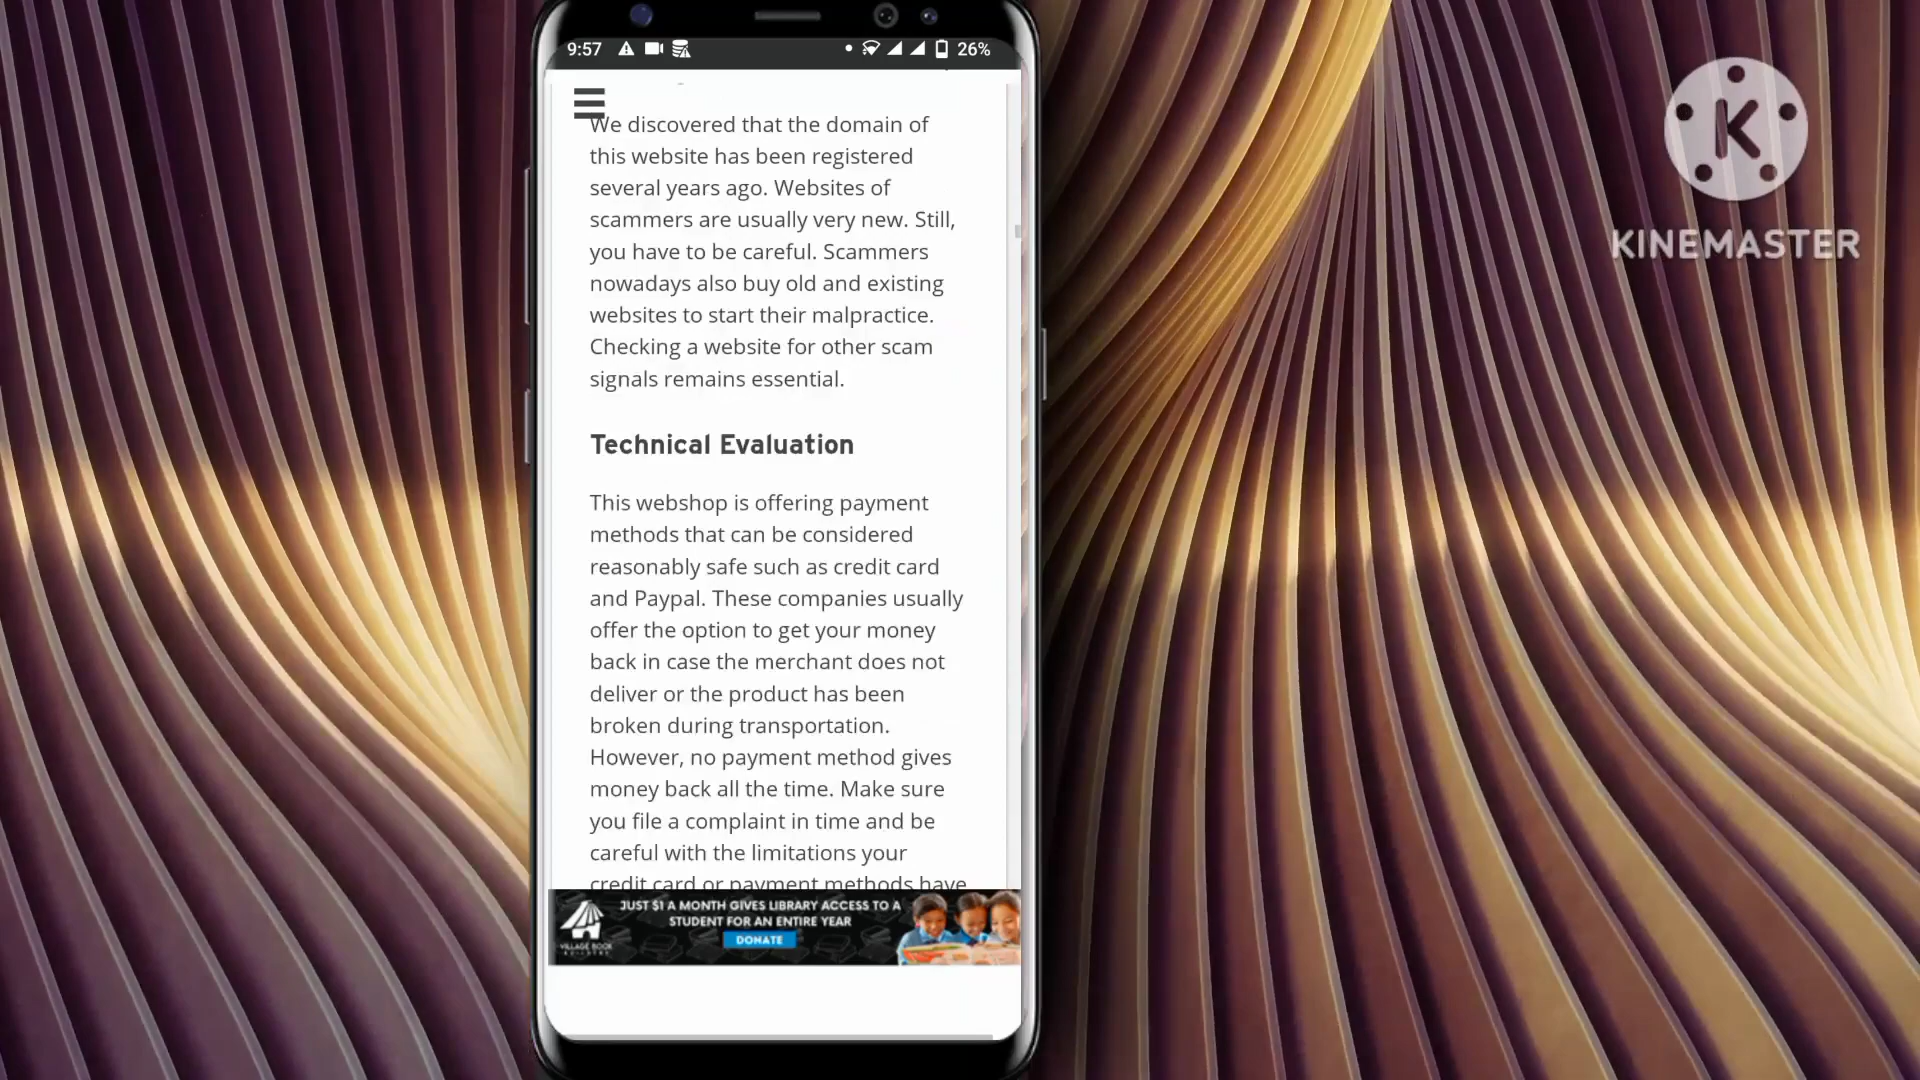 9:57
26%
KINEMASTER
We discovered that the domain of
this website has been registered
several years ago. Websites of
scammers are usually very new. Still,
you have to be careful. Scammers
nowadays also buy old and existing
websites to start their malpractice.
Checking a website for other scam
signals remains essential.
Technical Evaluation
This webshop is offering payment
methods that can be considered
reasonably safe such as credit card
and Paypal. These companies usually
offer the option to get your money
back in case the merchant does not
deliver or the product has been
broken during transportation.
However, no payment method gives
money back all the time. Make sure
you file a complaint in time and be
careful with the limitations your
credit card or payment methods have
JUST $1 A MONTH GIVES LIBRARY ACCESS TO A
STUDENT FOR AN ENTIRE YEAR
DONATE
VILLAGE BOOK
BUILDERS